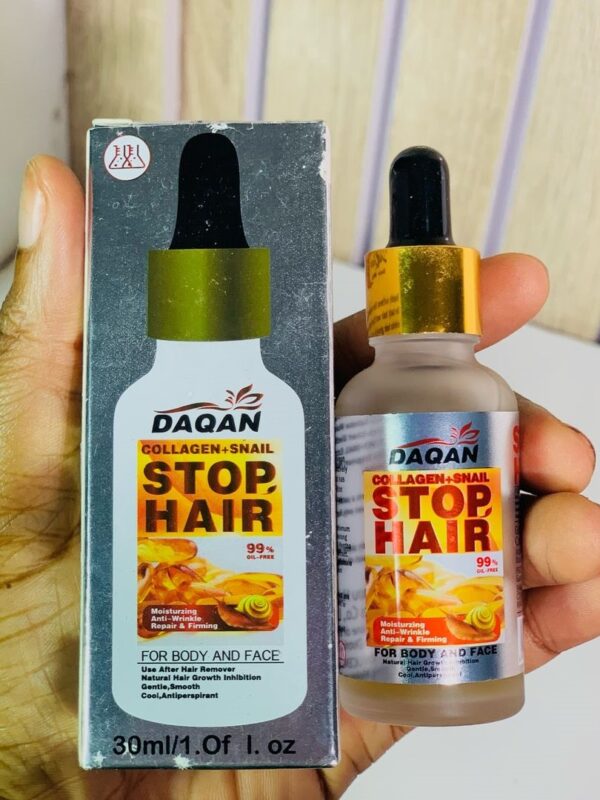 DAQAN
COLLAGEN+SNAIL
STOP
HAIR
99%
OIL-FREE
Moisturzing
Anti-Wrinkle
Repair & Firming
FOR BODY AND FACE
Use After Hair Remover
Natural Hair Growth Inhibition
Gentle,Smooth
Cool,Antiperspirant
30ml/1.Of l. oz
DAQAN
COLLAGEN+SNAIL
STOP
HAIR
99%
OIL-FREE
Moisturzing
Anti-Wrinkle
Repair & Firming
FOR BODY AND FACE
Natural Hair Growth Inhibition
Gentle,Smooth
Cool,Antiperspirant